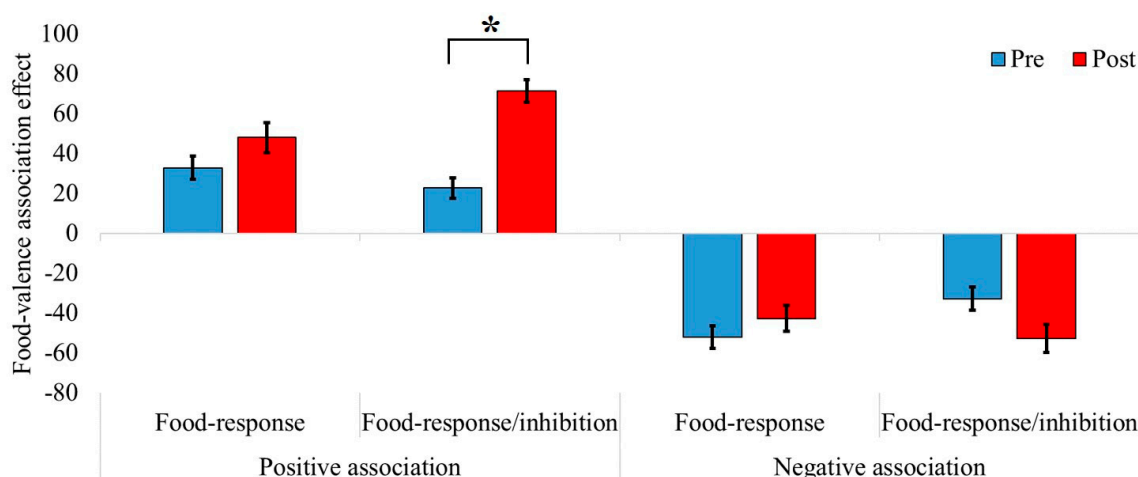 Food-valence association effect
100
80
60
40
20
0
-20
-40
-60
-80
*
Pre Post
Food-response Food-response/inhibition Food-response Food-response/inhibition
Positive association Negative association